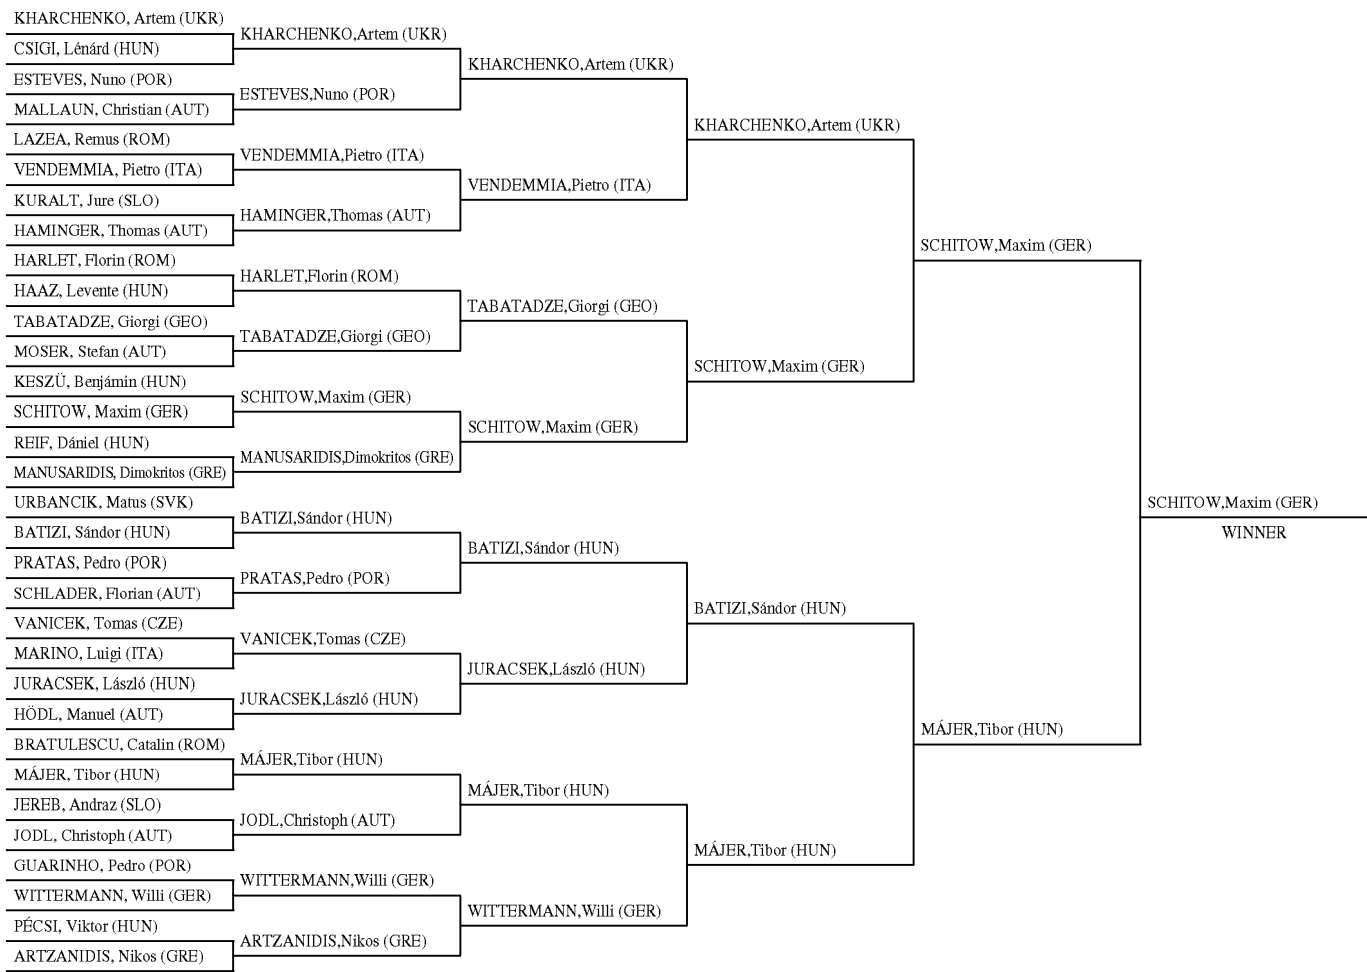 KHARCHENKO, Artem (UKR)
CSIGI, Lénárd (HUN)
ESTEVES, Nuno (POR)
MALLAUN, Christian (AUT)
LAZEA, Remus (ROM)
VENDEMMIA, Pietro (ITA)
KURALT, Jure (SLO)
HAMINGER, Thomas (AUT)
HARLET, Florin (ROM)
HAAZ, Levente (HUN)
TABATADZE, Giorgi (GEO)
MOSER, Stefan (AUT)
KESZÜ, Benjámin (HUN)
SCHITOW, Maxim (GER)
REIF, Dániel (HUN)
MANUSARIDIS, Dimokritos (GRE)
URBANCIK, Matus (SVK)
BATIZI, Sándor (HUN)
PRATAS, Pedro (POR)
SCHLADER, Florian (AUT)
VANICEK, Tomas (CZE)
MARINO, Luigi (ITA)
JURACSEK, László (HUN)
HÖDL, Manuel (AUT)
BRATULESCU, Catalin (ROM)
MÁJER, Tibor (HUN)
JEREB, Andraz (SLO)
JODL, Christoph (AUT)
GUARINHO, Pedro (POR)
WITTERMANN, Willi (GER)
PÉCSI, Viktor (HUN)
ARTZANIDIS, Nikos (GRE)
KHARCHENKO,Artem (UKR)
ESTEVES,Nuno (POR)
VENDEMMIA,Pietro (ITA)
HAMINGER,Thomas (AUT)
HARLET,Florin (ROM)
TABATADZE,Giorgi (GEO)
SCHITOW,Maxim (GER)
MANUSARIDIS,Dimokritos (GRE)
BATIZI,Sándor (HUN)
PRATAS,Pedro (POR)
VANICEK,Tomas (CZE)
JURACSEK,László (HUN)
MÁJER,Tibor (HUN)
JODL,Christoph (AUT)
WITTERMANN,Willi (GER)
ARTZANIDIS,Nikos (GRE)
KHARCHENKO,Artem (UKR)
VENDEMMIA,Pietro (ITA)
TABATADZE,Giorgi (GEO)
SCHITOW,Maxim (GER)
BATIZI,Sándor (HUN)
JURACSEK,László (HUN)
MÁJER,Tibor (HUN)
WITTERMANN,Willi (GER)
KHARCHENKO,Artem (UKR)
SCHITOW,Maxim (GER)
BATIZI,Sándor (HUN)
MÁJER,Tibor (HUN)
SCHITOW,Maxim (GER)
MÁJER,Tibor (HUN)
SCHITOW,Maxim (GER)
WINNER